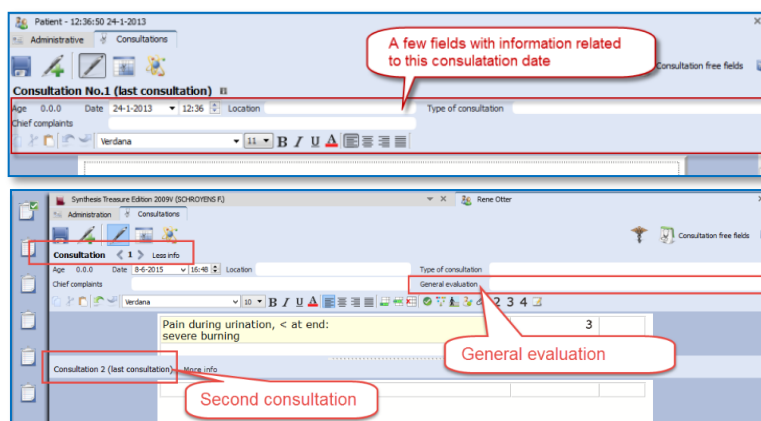 Patient - 12:36:50 24-1-2013
Administrative Consultations
A few fields with information related
to this consulatation date
Consultation free fields
Consultation No.1 (last consultation)
Age 0.0.0 Date 24-1-2013 12:36 Location Type of consultation
Chief complaints
Verdana 11 B I U A
Synthesis Treasure Edition 2009V (SCHROYENS F.) Rene Otter
Administration Consultations
Consultation free fields
Consultation 1 Less info
Age 0.0.0 Date 8-6-2015 16:48 Location Type of consultation
Chief complaints General evaluation
Verdana 10 B I U A 2 3 4
Pain during urination, < at end: 3
severe burning
General evaluation
Consultation 2 (last consultation) More info
Second consultation